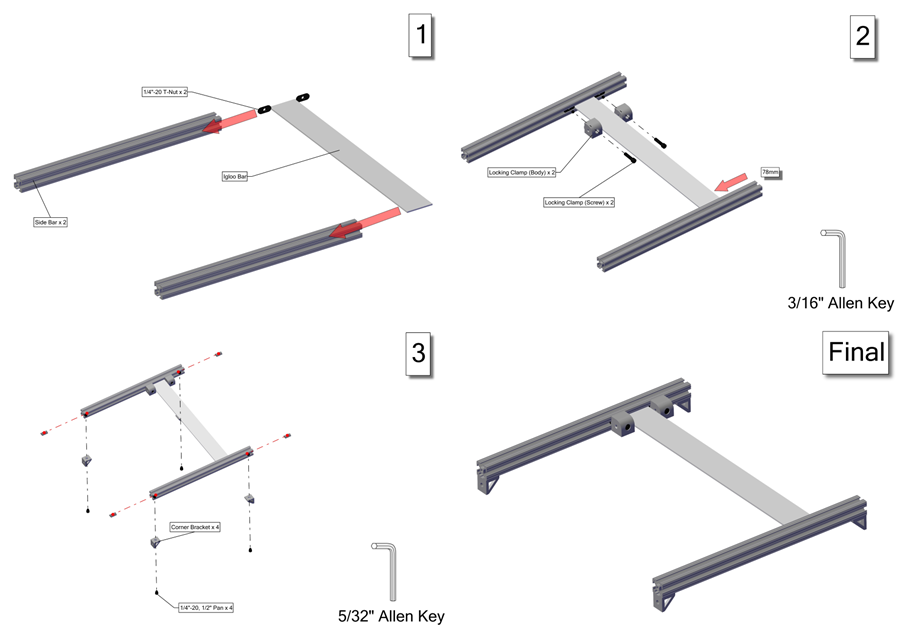 1
1/4"-20 T-Nut x 2
Igloo Bar
Side Bar x 2
2
Locking Clamp (Body) x 2
78mm
Locking Clamp (Screw) x 2
3/16" Allen Key
3
Corner Bracket x 4
1/4"-20, 1/2" Pan x 4
5/32" Allen Key
Final